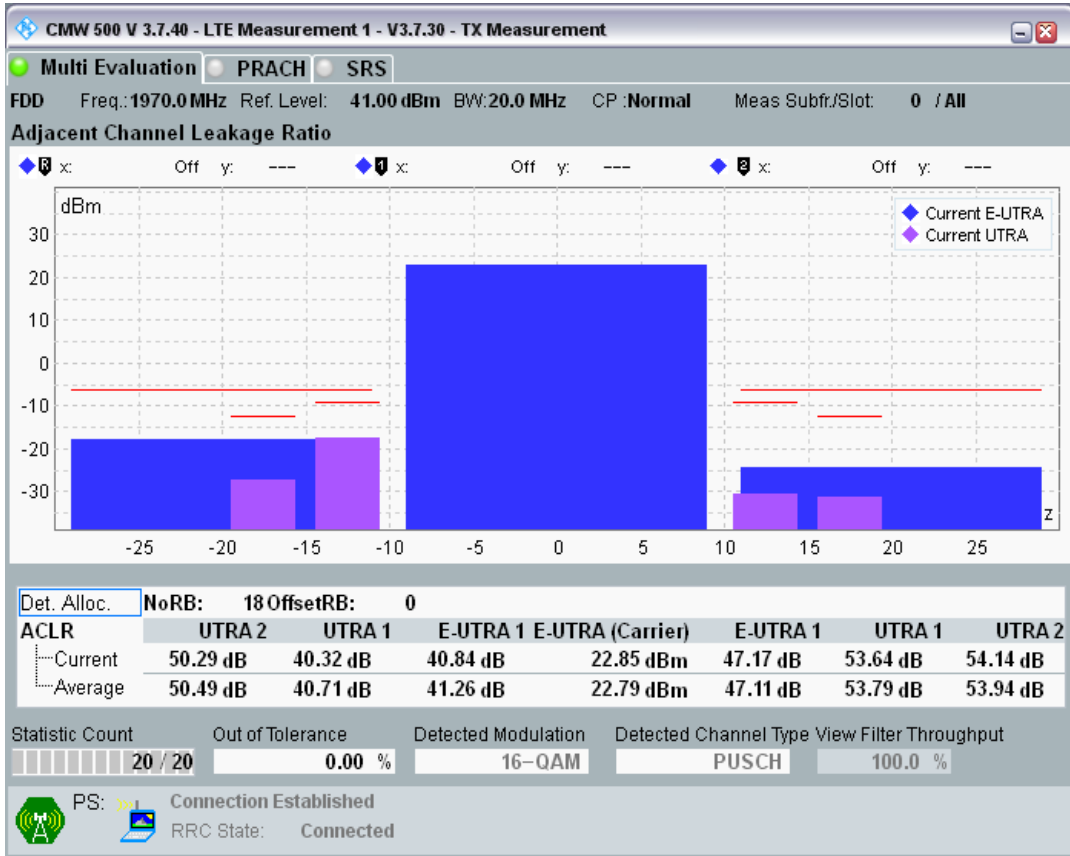 CMW 500 V 3.7.40 - LTE Measurement 1 - V3.7.30 - TX Measurement
Multi Evaluation PRACH SRS
FDD Freq.:1970.0 MHz Ref. Level: 41.00 dBm BW:20.0 MHz CP :Normal Meas Subfr./Slot: 0 / All
Adjacent Channel Leakage Ratio
R x: Off y: --- 1 x: Off y: --- 2 x: Off y: ---
dBm
Current E-UTRA
Current UTRA
30
20
10
0
-10
-20
-30
z
-25 -20 -15 -10 -5 0 5 10 15 20 25
Det. Alloc. NoRB: 18 OffsetRB: 0
ACLR UTRA 2 UTRA 1 E-UTRA 1 E-UTRA (Carrier) E-UTRA 1 UTRA 1 UTRA 2
Current 50.29 dB 40.32 dB 40.84 dB 22.85 dBm 47.17 dB 53.64 dB 54.14 dB
Average 50.49 dB 40.71 dB 41.26 dB 22.79 dBm 47.11 dB 53.79 dB 53.94 dB
Statistic Count Out of Tolerance Detected Modulation Detected Channel Type View Filter Throughput
20 / 20 0.00 % 16-QAM PUSCH 100.0 %
PS: Connection Established
RRC State: Connected